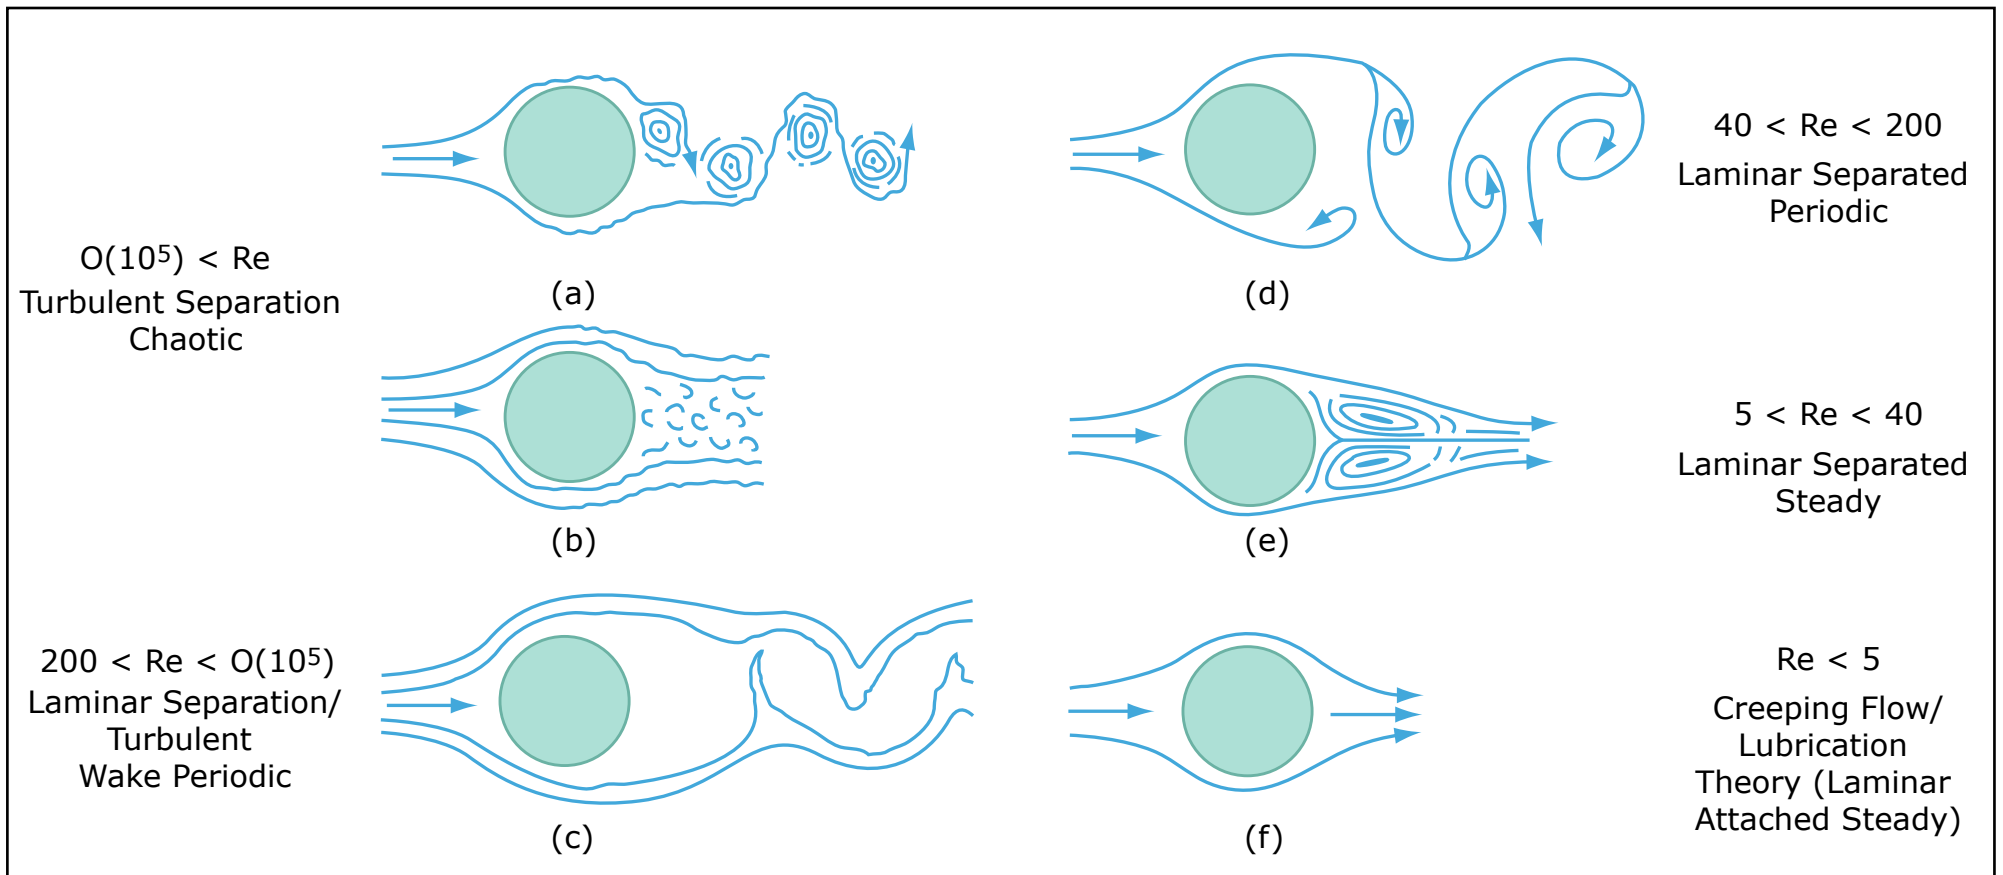 O(10⁵) < Re
Turbulent Separation
Chaotic
(a)
(b)
200 < Re < O(10⁵)
Laminar Separation/
Turbulent
Wake Periodic
(c)
(d)
40 < Re < 200
Laminar Separated
Periodic
(e)
5 < Re < 40
Laminar Separated
Steady
(f)
Re < 5
Creeping Flow/
Lubrication
Theory (Laminar
Attached Steady)